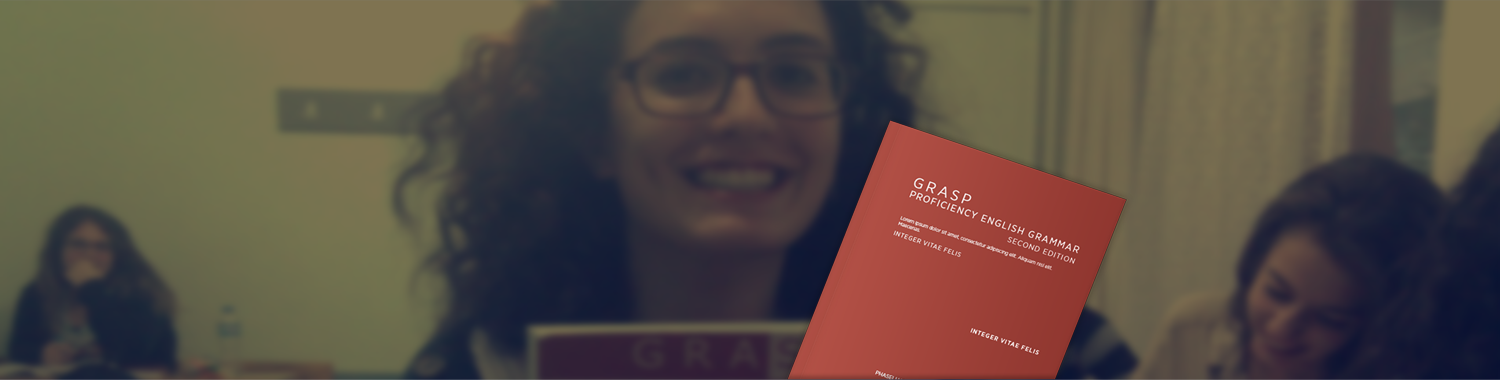 GRASP
PROFICIENCY ENGLISH GRAMMAR
SECOND EDITION
Lorem ipsum dolor sit amet, consectetur adipiscing elit. Aliquam nisl elit.
Maecenas.
INTEGER VITAE FELIS
INTEGER VITAE FELIS
GRAS